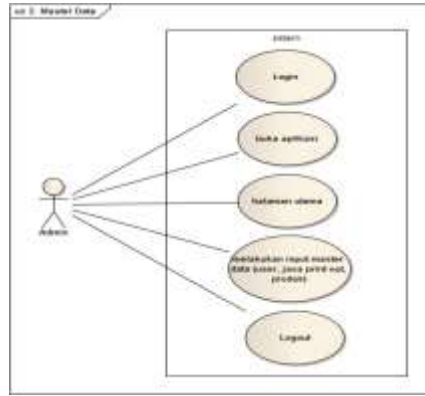 uc 2. Master Data
sistem
Login
buka aplikasi
halaman utama
melakukan input master
data (user, jasa print out,
produk)
Logout
Admin